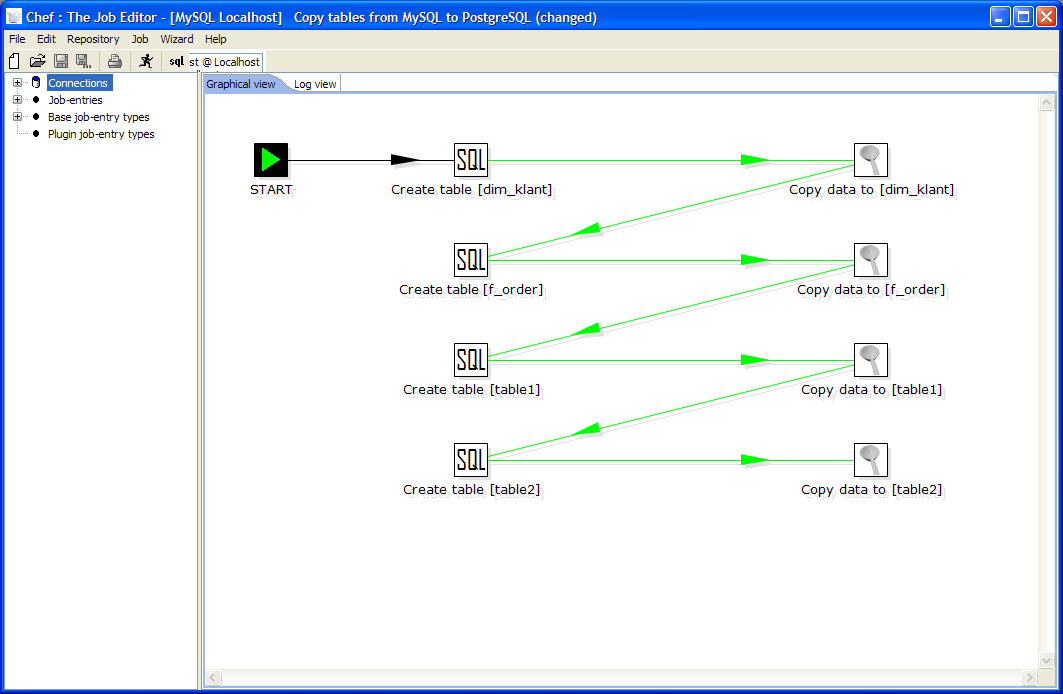 Chef : The Job Editor - [MySQL Localhost]   Copy tables from MySQL to PostgreSQL (changed)
File Edit Repository Job Wizard Help
sql st @ Localhost
Connections
Job-entries
Base job-entry types
Plugin job-entry types
Graphical view Log view
SQL
START Create table [dim_klant] Copy data to [dim_klant]
SQL
Create table [f_order] Copy data to [f_order]
SQL
Create table [table1] Copy data to [table1]
SQL
Create table [table2] Copy data to [table2]